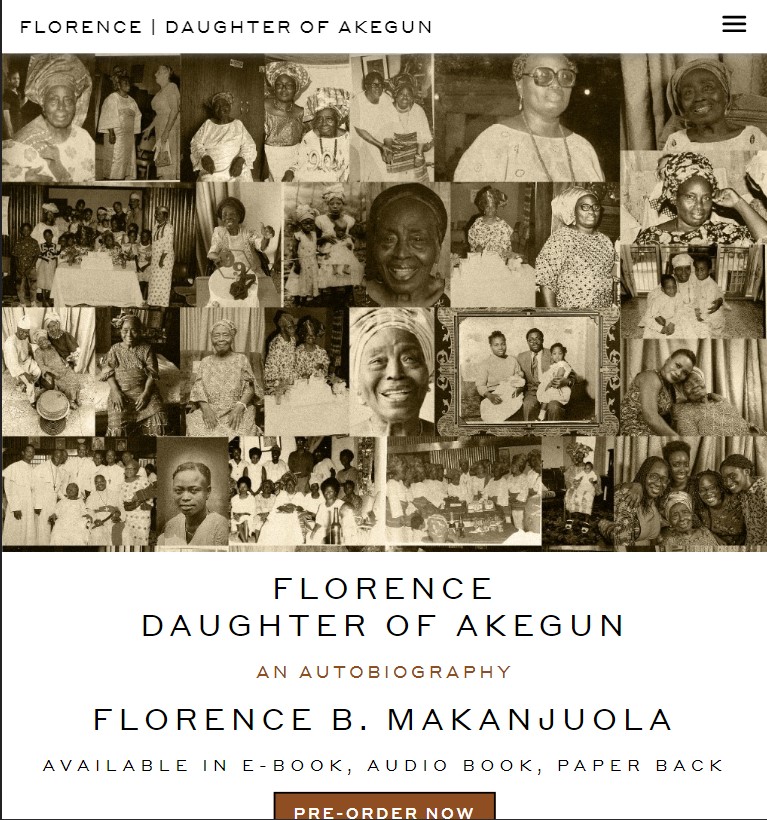 FLORENCE | DAUGHTER OF AKEGUN
FLORENCE
DAUGHTER OF AKEGUN
AN AUTOBIOGRAPHY
FLORENCE B. MAKANJUOLA
AVAILABLE IN E-BOOK, AUDIO BOOK, PAPER BACK
PRE-ORDER NOW